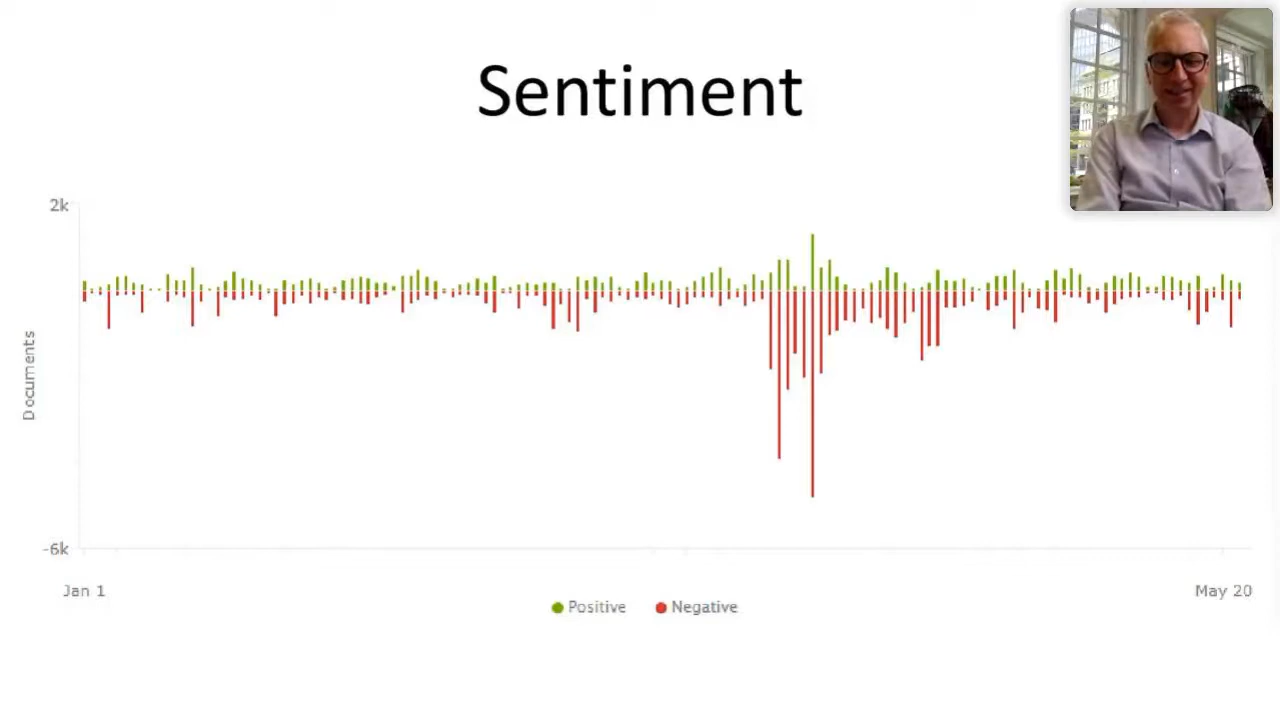 Sentiment
2k
Documents
-6k
Jan 1
May 20
Positive
Negative